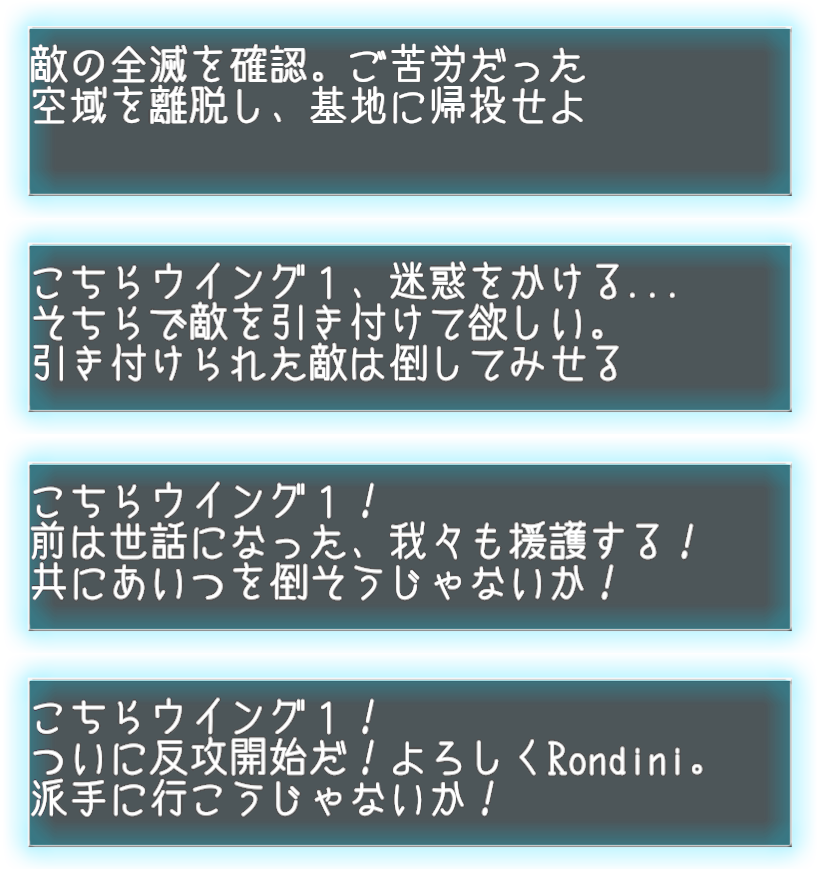 敵の全滅を確認。ご苦労だった
空域を離脱し、基地に帰投せよ
こちらウイング１、迷惑をかける...
そちらで敵を引き付けて欲しい。
引き付けられた敵は倒してみせる
こちらウイング１！
前は世話になった、我々も援護する！
共にあいつを倒そうじゃないか！
こちらウイング１！
ついに反攻開始だ！よろしくRondini。
派手に行こうじゃないか！